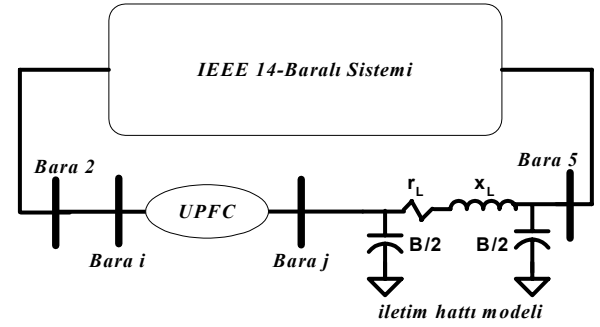 IEEE 14-Baralı Sistemi
Bara 2
Bara 5
r_L
x_L
UPFC
B/2
B/2
Bara i
Bara j
iletim hattı modeli